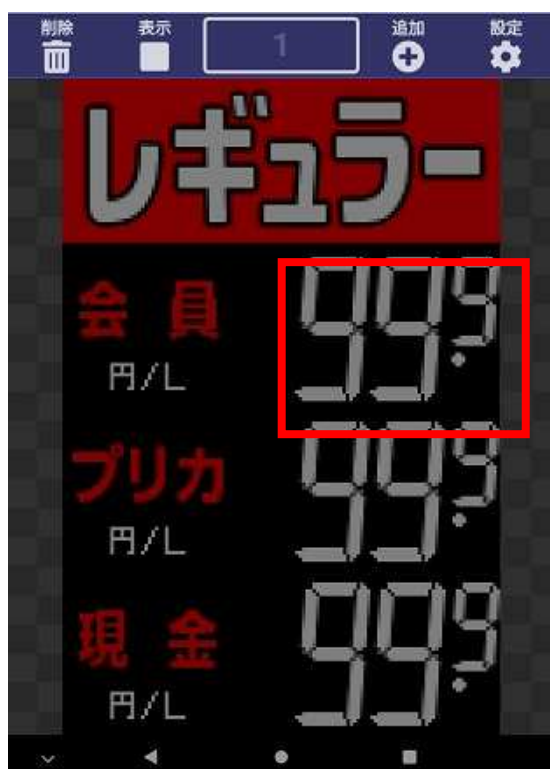 削除 表示 1 追加 設定
レギュラー
会員 99.9
円/L
プリカ 99.9
円/L
現金 99.9
円/L